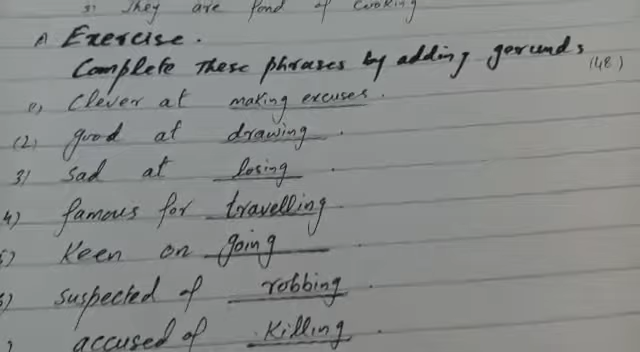 3) They are fond of cooking
A Exercise.
Complete these phrases by adding gerunds (48)
1) Clever at making excuses.
(2) good at drawing.
3) sad at losing.
4) famous for travelling
5) Keen on going.
6) suspected of robbing.
) accused of Killing.